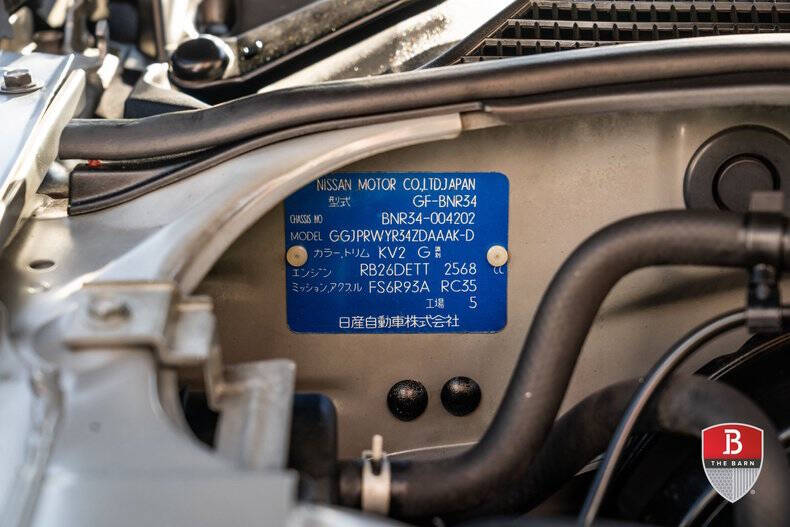 NISSAN MOTOR CO.,LTD.JAPAN
型式 GF-BNR34
CHASSIS NO BNR34-004202
MODEL GGJPRWYR34ZDAAAK-D
カラー,トリム KV2 G 識別
エンジン RB26DETT 2568 cc
ミッション,アクスル FS6R93A RC35
工場 5
日産自動車株式会社
B
THE BARN